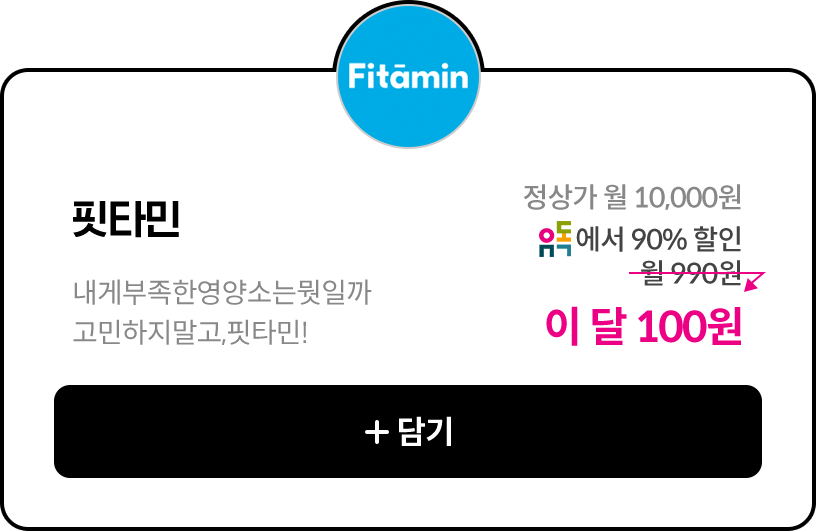 Fitāmin
핏타민
내게부족한영양소는뭣일까
고민하지말고,핏타민!
정상가 월 10,000원
유독에서 90% 할인
월 990원
이 달 100원
+ 담기